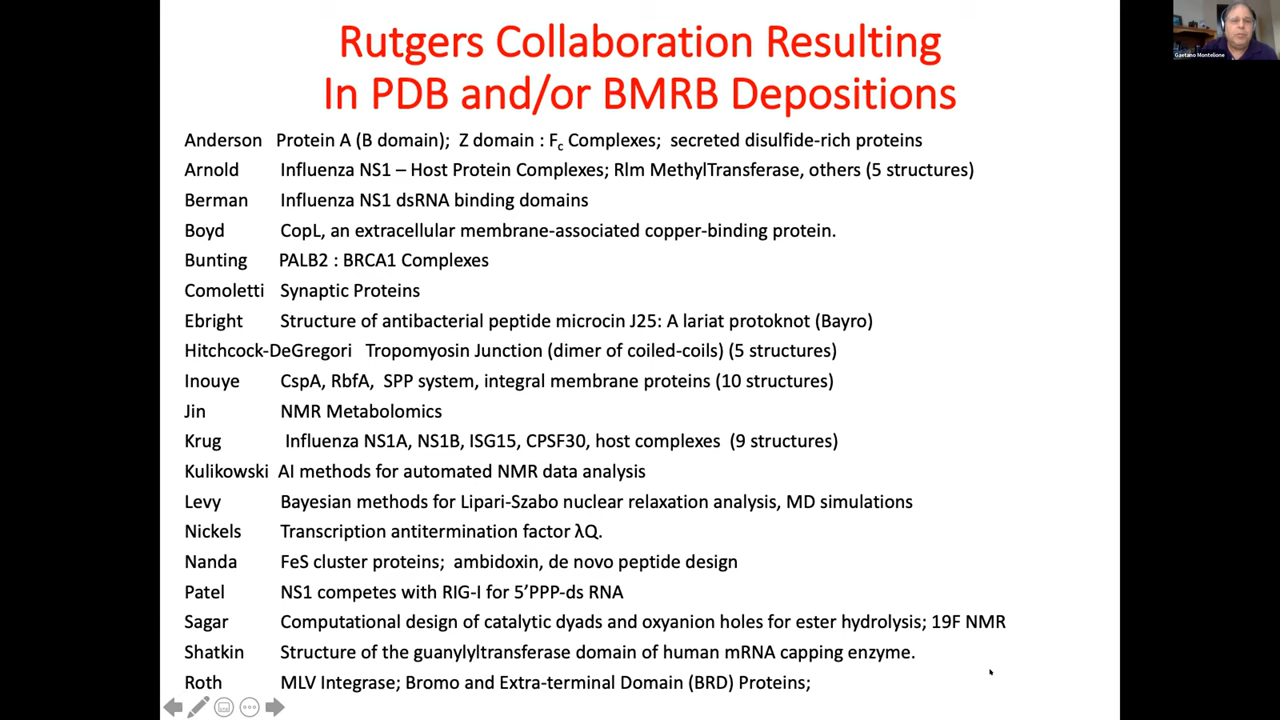 Rutgers Collaboration Resulting
In PDB and/or BMRB Depositions
Gaetano Montelione
Anderson Protein A (B domain); Z domain : Fc Complexes; secreted disulfide-rich proteins
Arnold Influenza NS1 – Host Protein Complexes; Rlm MethylTransferase, others (5 structures)
Berman Influenza NS1 dsRNA binding domains
Boyd CopL, an extracellular membrane-associated copper-binding protein.
Bunting PALB2 : BRCA1 Complexes
Comoletti Synaptic Proteins
Ebright Structure of antibacterial peptide microcin J25: A lariat protoknot (Bayro)
Hitchcock-DeGregori Tropomyosin Junction (dimer of coiled-coils) (5 structures)
Inouye CspA, RbfA, SPP system, integral membrane proteins (10 structures)
Jin NMR Metabolomics
Krug Influenza NS1A, NS1B, ISG15, CPSF30, host complexes (9 structures)
Kulikowski AI methods for automated NMR data analysis
Levy Bayesian methods for Lipari-Szabo nuclear relaxation analysis, MD simulations
Nickels Transcription antitermination factor λQ.
Nanda FeS cluster proteins; ambidoxin, de novo peptide design
Patel NS1 competes with RIG-I for 5’PPP-ds RNA
Sagar Computational design of catalytic dyads and oxyanion holes for ester hydrolysis; 19F NMR
Shatkin Structure of the guanylyltransferase domain of human mRNA capping enzyme.
Roth MLV Integrase; Bromo and Extra-terminal Domain (BRD) Proteins;